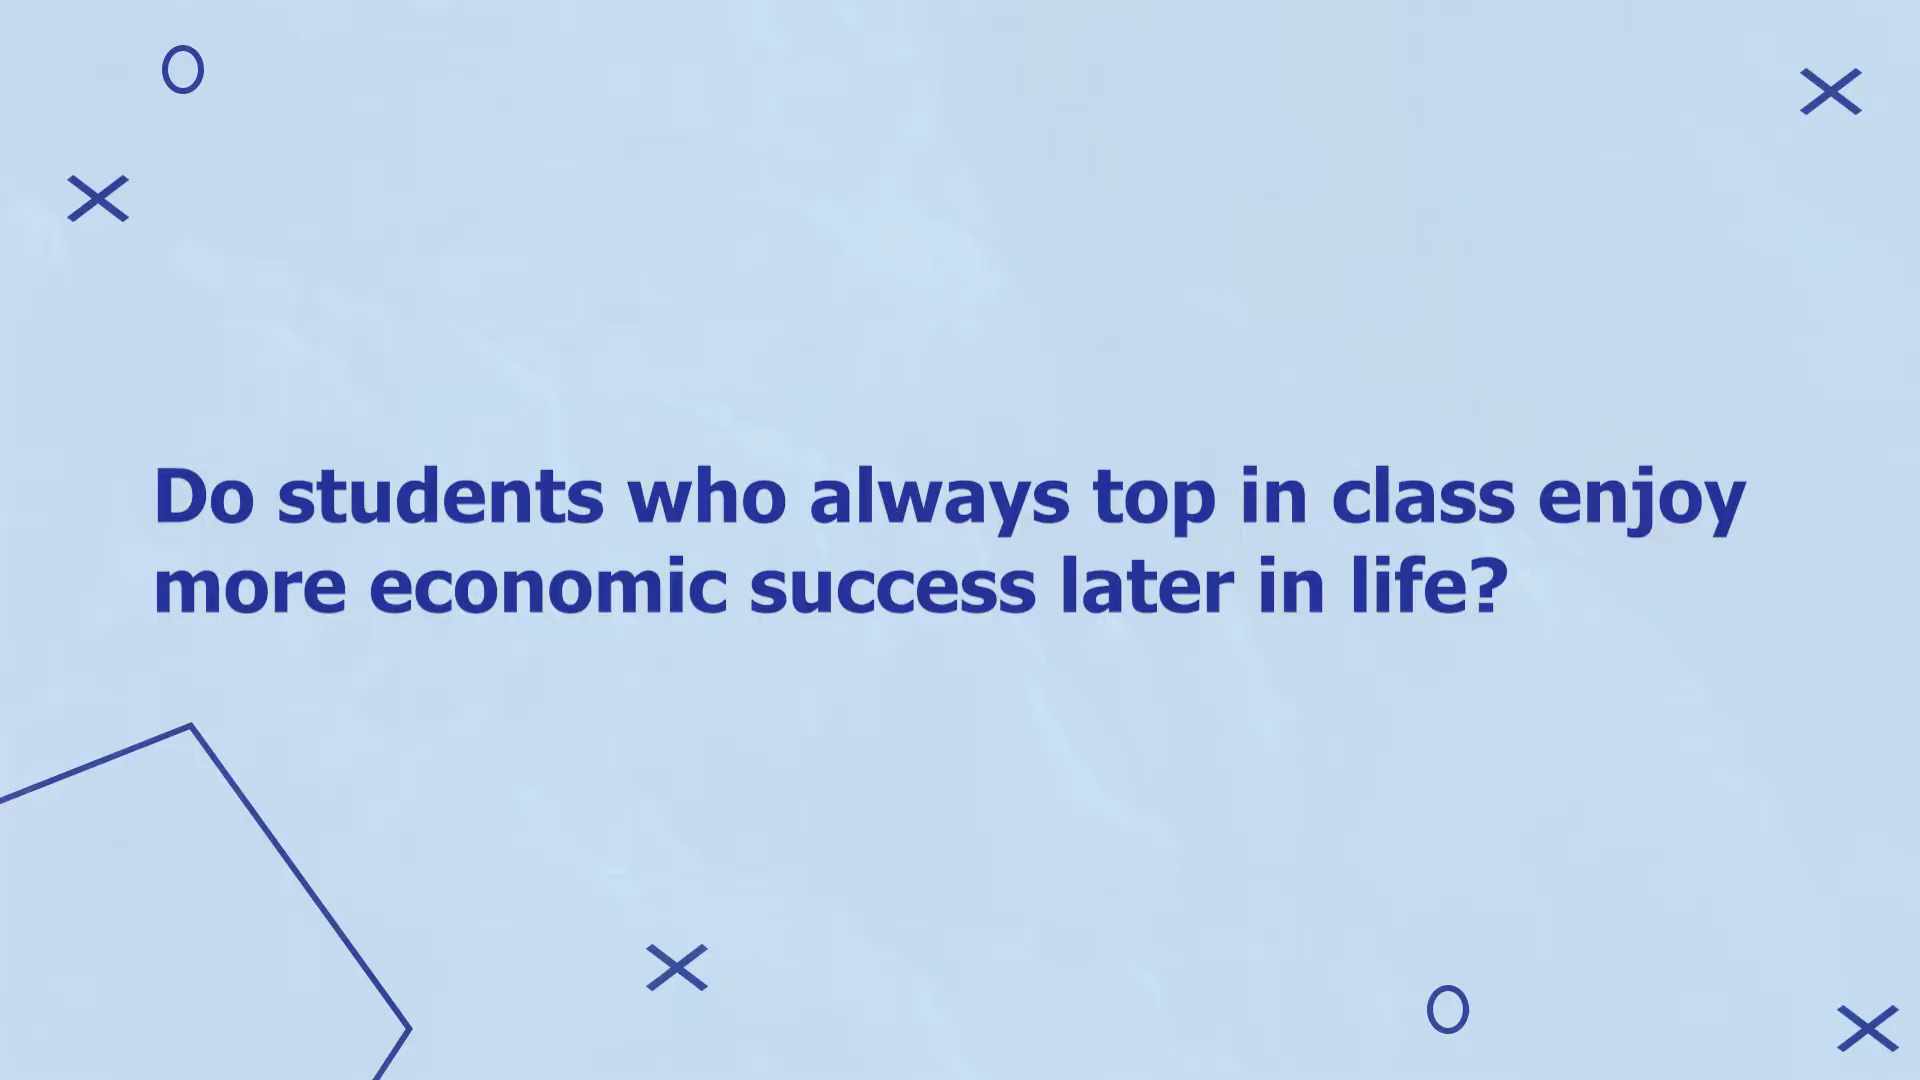 Do students who always top in class enjoy
more economic success later in life?